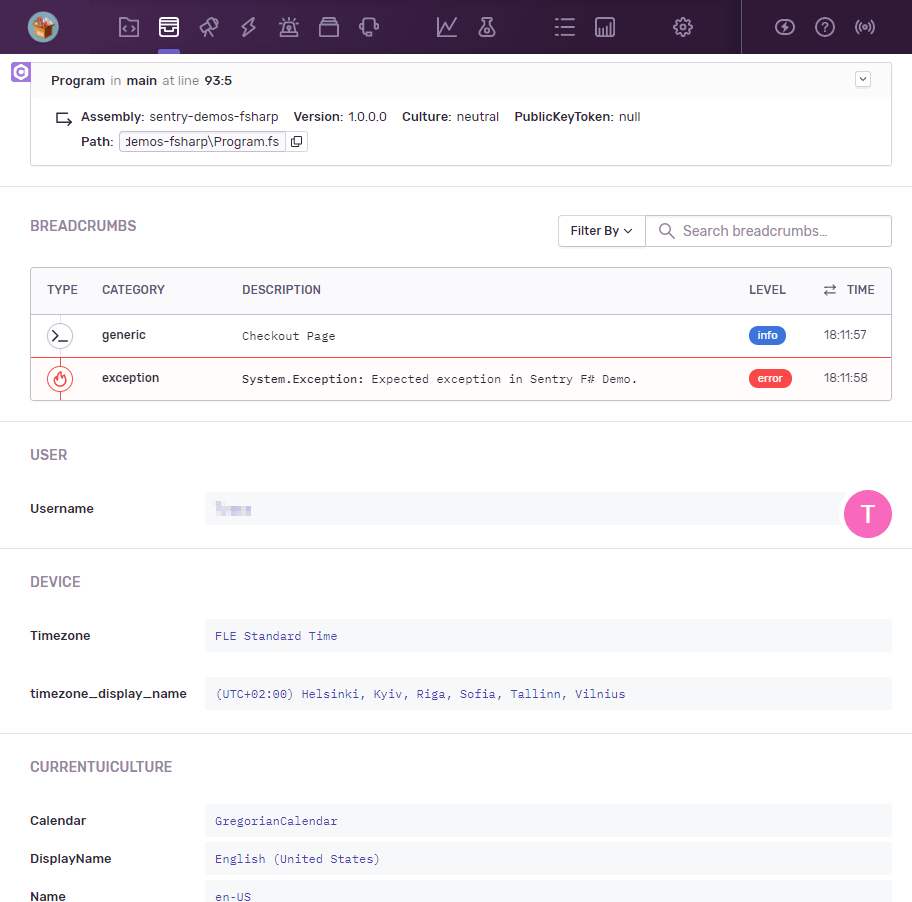 Program in main at line 93:5
Assembly: sentry-demos-fsharp Version: 1.0.0.0 Culture: neutral PublicKeyToken: null
Path: demos-fsharp\Program.fs
BREADCRUMBS
Filter By
Search breadcrumbs...
TYPE CATEGORY DESCRIPTION LEVEL TIME
generic Checkout Page info 18:11:57
exception System.Exception: Expected exception in Sentry F# Demo. error 18:11:58
USER
Username
T
DEVICE
Timezone FLE Standard Time
timezone_display_name (UTC+02:00) Helsinki, Kyiv, Riga, Sofia, Tallinn, Vilnius
CURRENTUICULTURE
Calendar GregorianCalendar
DisplayName English (United States)
Name en-US